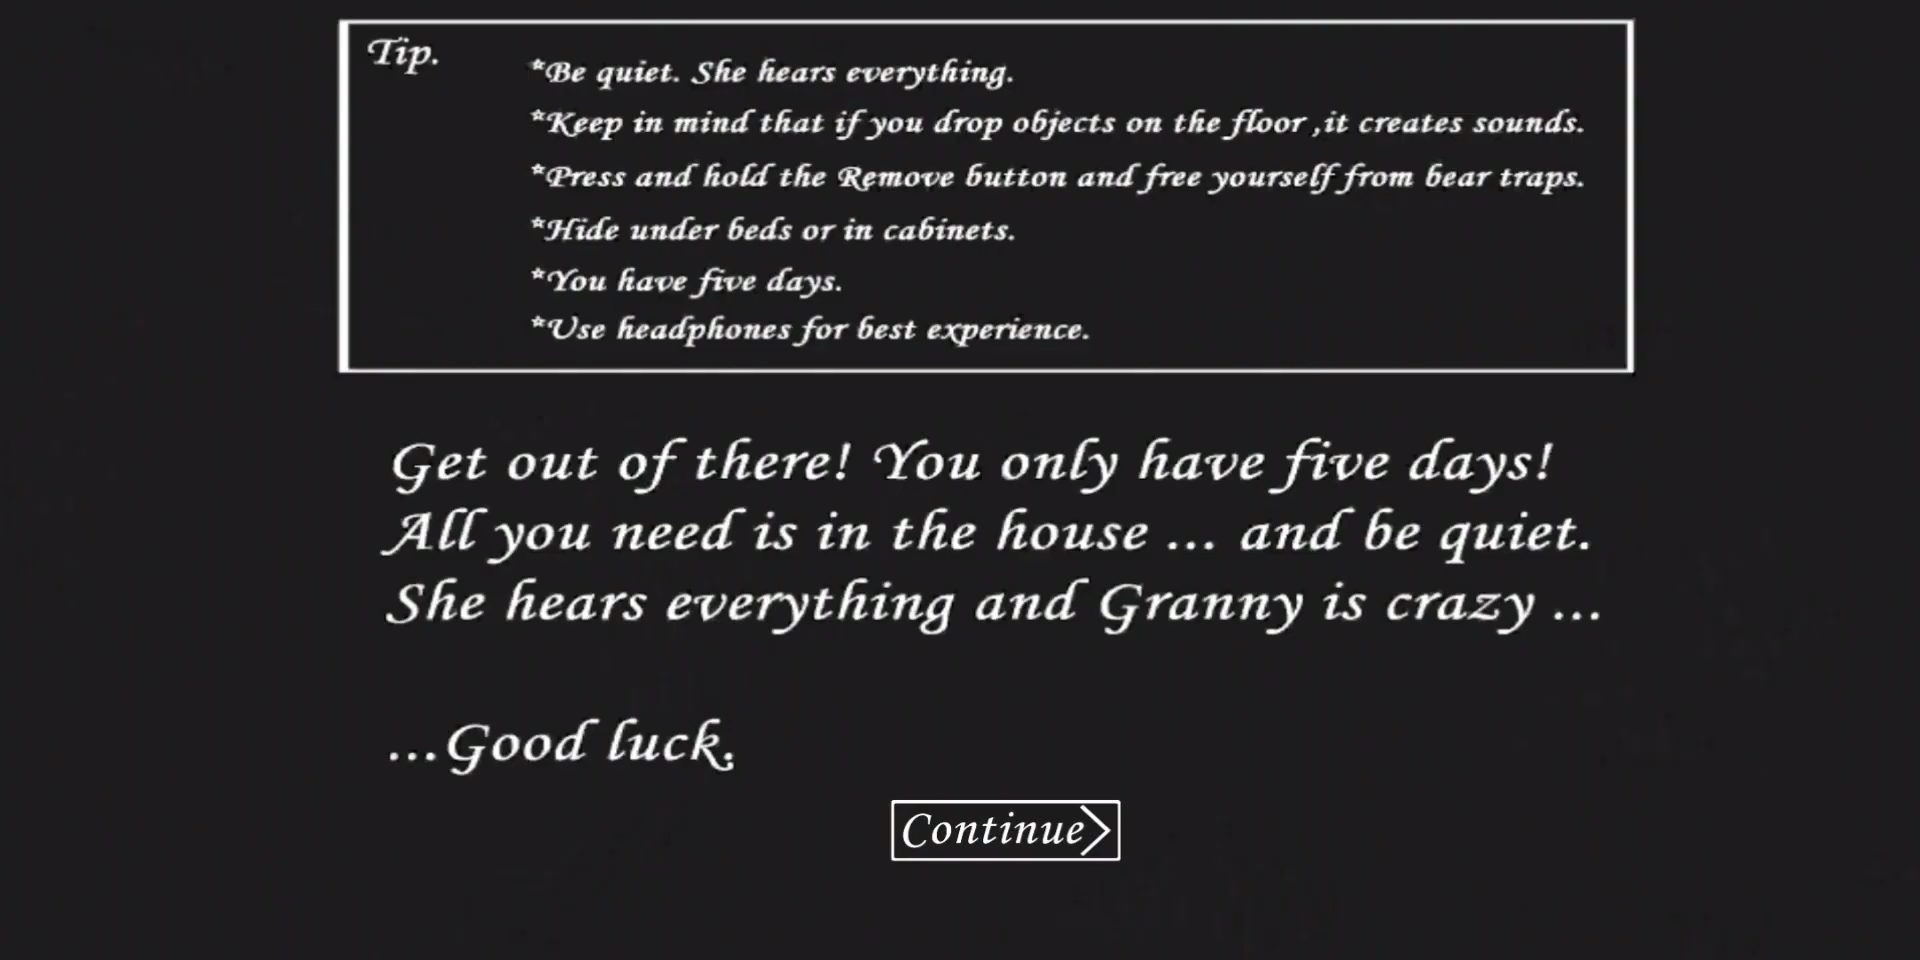 Tip.
*Be quiet. She hears everything.
*Keep in mind that if you drop objects on the floor ,it creates sounds.
*Press and hold the Remove button and free yourself from bear traps.
*Hide under beds or in cabinets.
*You have five days.
*Use headphones for best experience.
Get out of there! You only have five days!
All you need is in the house ... and be quiet.
She hears everything and Granny is crazy ...
...Good luck.
Continue